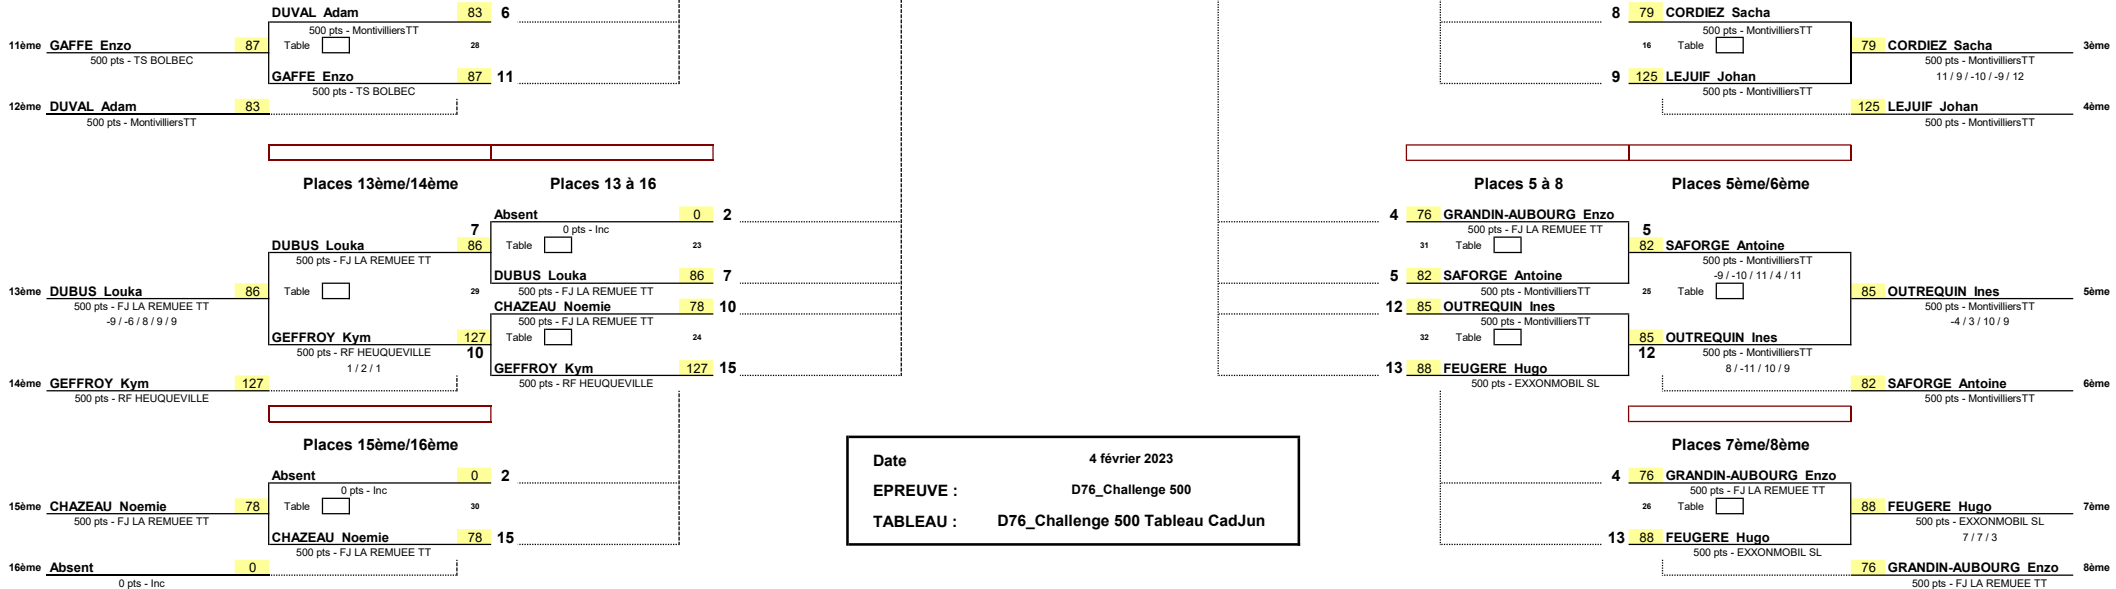 DUVAL Adam 83 6
500 pts - MontivilliersTT
11ème GAFFE Enzo 87 Table 28
500 pts - TS BOLBEC
GAFFE Enzo 87 11
500 pts - TS BOLBEC
12ème DUVAL Adam 83
500 pts - MontivilliersTT
Places 13ème/14ème Places 13 à 16
Absent 0 2
0 pts - Inc
7
DUBUS Louka 86 Table 23
500 pts - FJ LA REMUEE TT
DUBUS Louka 86 7
500 pts - FJ LA REMUEE TT
13ème DUBUS Louka 86 Table 29
500 pts - FJ LA REMUEE TT
-9 / -6 / 8 / 9 / 9
CHAZEAU Noemie 78 10
500 pts - FJ LA REMUEE TT
GEFFROY Kym 127 Table 24
500 pts - RF HEUQUEVILLE 10
1 / 2 / 1
GEFFROY Kym 127 15
500 pts - RF HEUQUEVILLE
14ème GEFFROY Kym 127
500 pts - RF HEUQUEVILLE
Places 15ème/16ème
Absent 0 2
0 pts - Inc
15ème CHAZEAU Noemie 78 Table 30
500 pts - FJ LA REMUEE TT
CHAZEAU Noemie 78 15
500 pts - FJ LA REMUEE TT
16ème Absent 0
0 pts - Inc
Date 4 février 2023
EPREUVE : D76_Challenge 500
TABLEAU : D76_Challenge 500 Tableau CadJun
8 79 CORDIEZ Sacha
500 pts - MontivilliersTT
16 Table 79 CORDIEZ Sacha 3ème
500 pts - MontivilliersTT
11 / 9 / -10 / -9 / 12
9 125 LEJUIF Johan
500 pts - MontivilliersTT
125 LEJUIF Johan 4ème
500 pts - MontivilliersTT
Places 5 à 8 Places 5ème/6ème
4 76 GRANDIN-AUBOURG Enzo
500 pts - FJ LA REMUEE TT
5
31 Table 82 SAFORGE Antoine
500 pts - MontivilliersTT
-9 / -10 / 11 / 4 / 11
5 82 SAFORGE Antoine
500 pts - MontivilliersTT
25 Table 85 OUTREQUIN Ines 5ème
500 pts - MontivilliersTT
-4 / 3 / 10 / 9
12 85 OUTREQUIN Ines
500 pts - MontivilliersTT
32 Table 85 OUTREQUIN Ines
12 500 pts - MontivilliersTT
8 / -11 / 10 / 9
13 88 FEUGERE Hugo
500 pts - EXXONMOBIL SL
82 SAFORGE Antoine 6ème
500 pts - MontivilliersTT
Places 7ème/8ème
4 76 GRANDIN-AUBOURG Enzo
500 pts - FJ LA REMUEE TT
26 Table 88 FEUGERE Hugo 7ème
500 pts - EXXONMOBIL SL
7 / 7 / 3
13 88 FEUGERE Hugo
500 pts - EXXONMOBIL SL
76 GRANDIN-AUBOURG Enzo 8ème
500 pts - FJ LA REMUEE TT